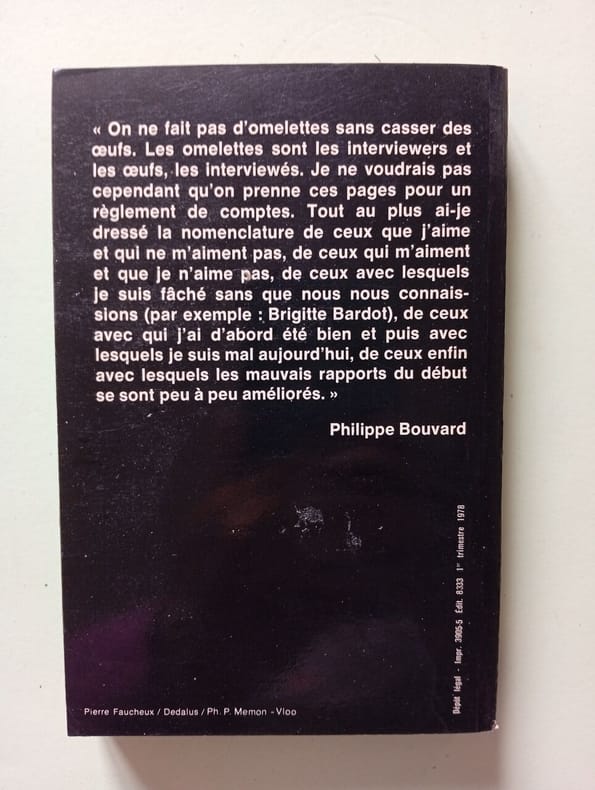 « On ne fait pas d'omelettes sans casser des
œufs. Les omelettes sont les interviewers et
les œufs, les interviewés. Je ne voudrais pas
cependant qu'on prenne ces pages pour un
règlement de comptes. Tout au plus ai-je
dressé la nomenclature de ceux que j'aime
et qui ne m'aiment pas, de ceux qui m'aiment
et que je n'aime pas, de ceux avec lesquels
je suis fâché sans que nous nous connais-
sions (par exemple : Brigitte Bardot), de ceux
avec qui j'ai d'abord été bien et puis avec
lesquels je suis mal aujourd'hui, de ceux enfin
avec lesquels les mauvais rapports du début
se sont peu à peu améliorés. »
Philippe Bouvard
Dépôt légal - Impr. 3905-5 Édit. 8333 1er trimestre 1978
Pierre Faucheux / Dedalus / Ph. P. Memon - Vloo